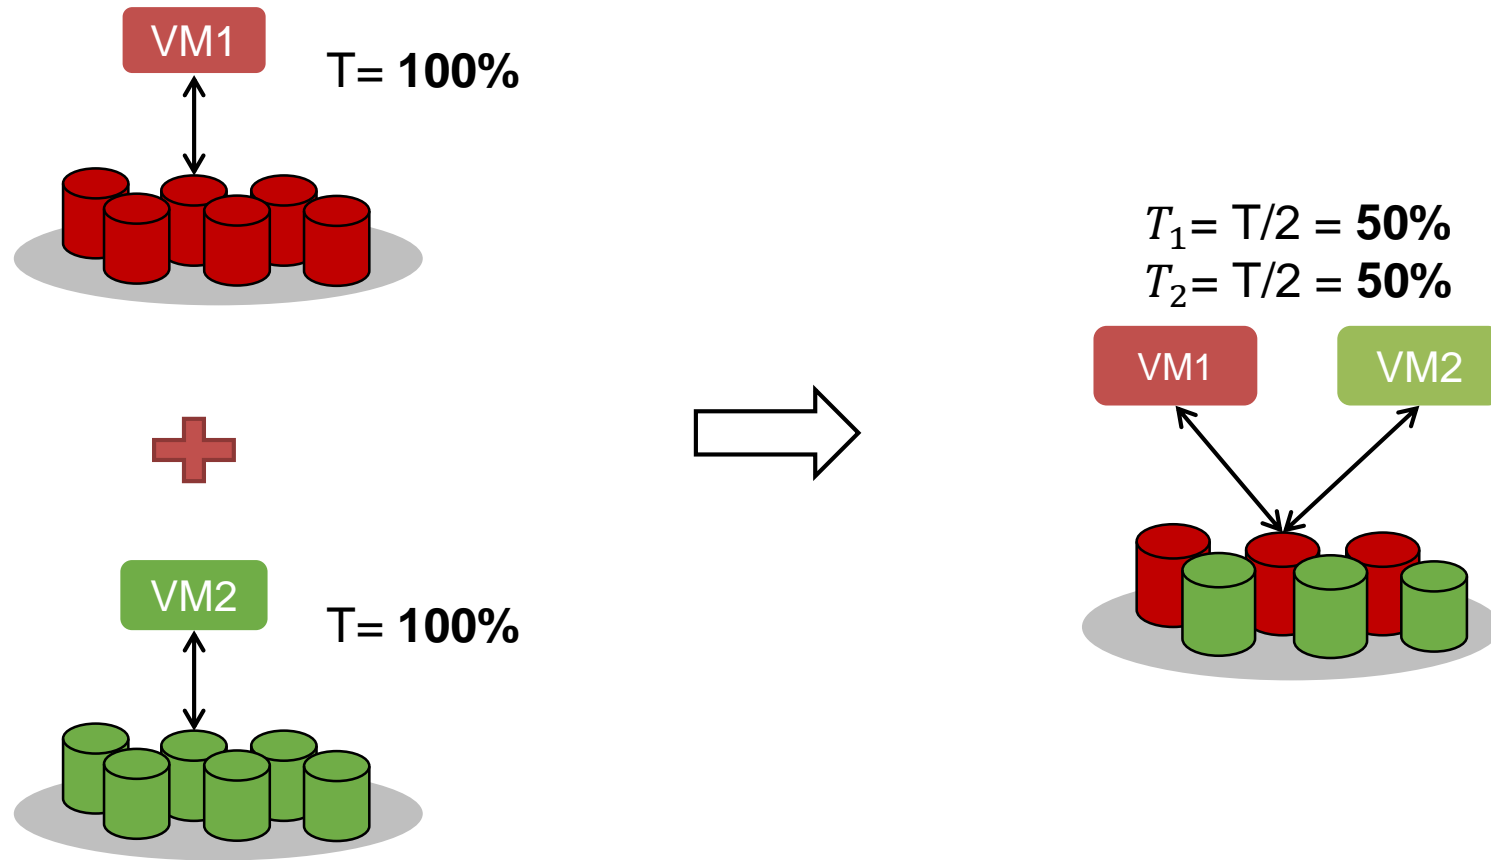 VM1
T= 100%
VM2
T= 100%
𝑇₁= T/2 = 50%
𝑇₂= T/2 = 50%
VM1
VM2